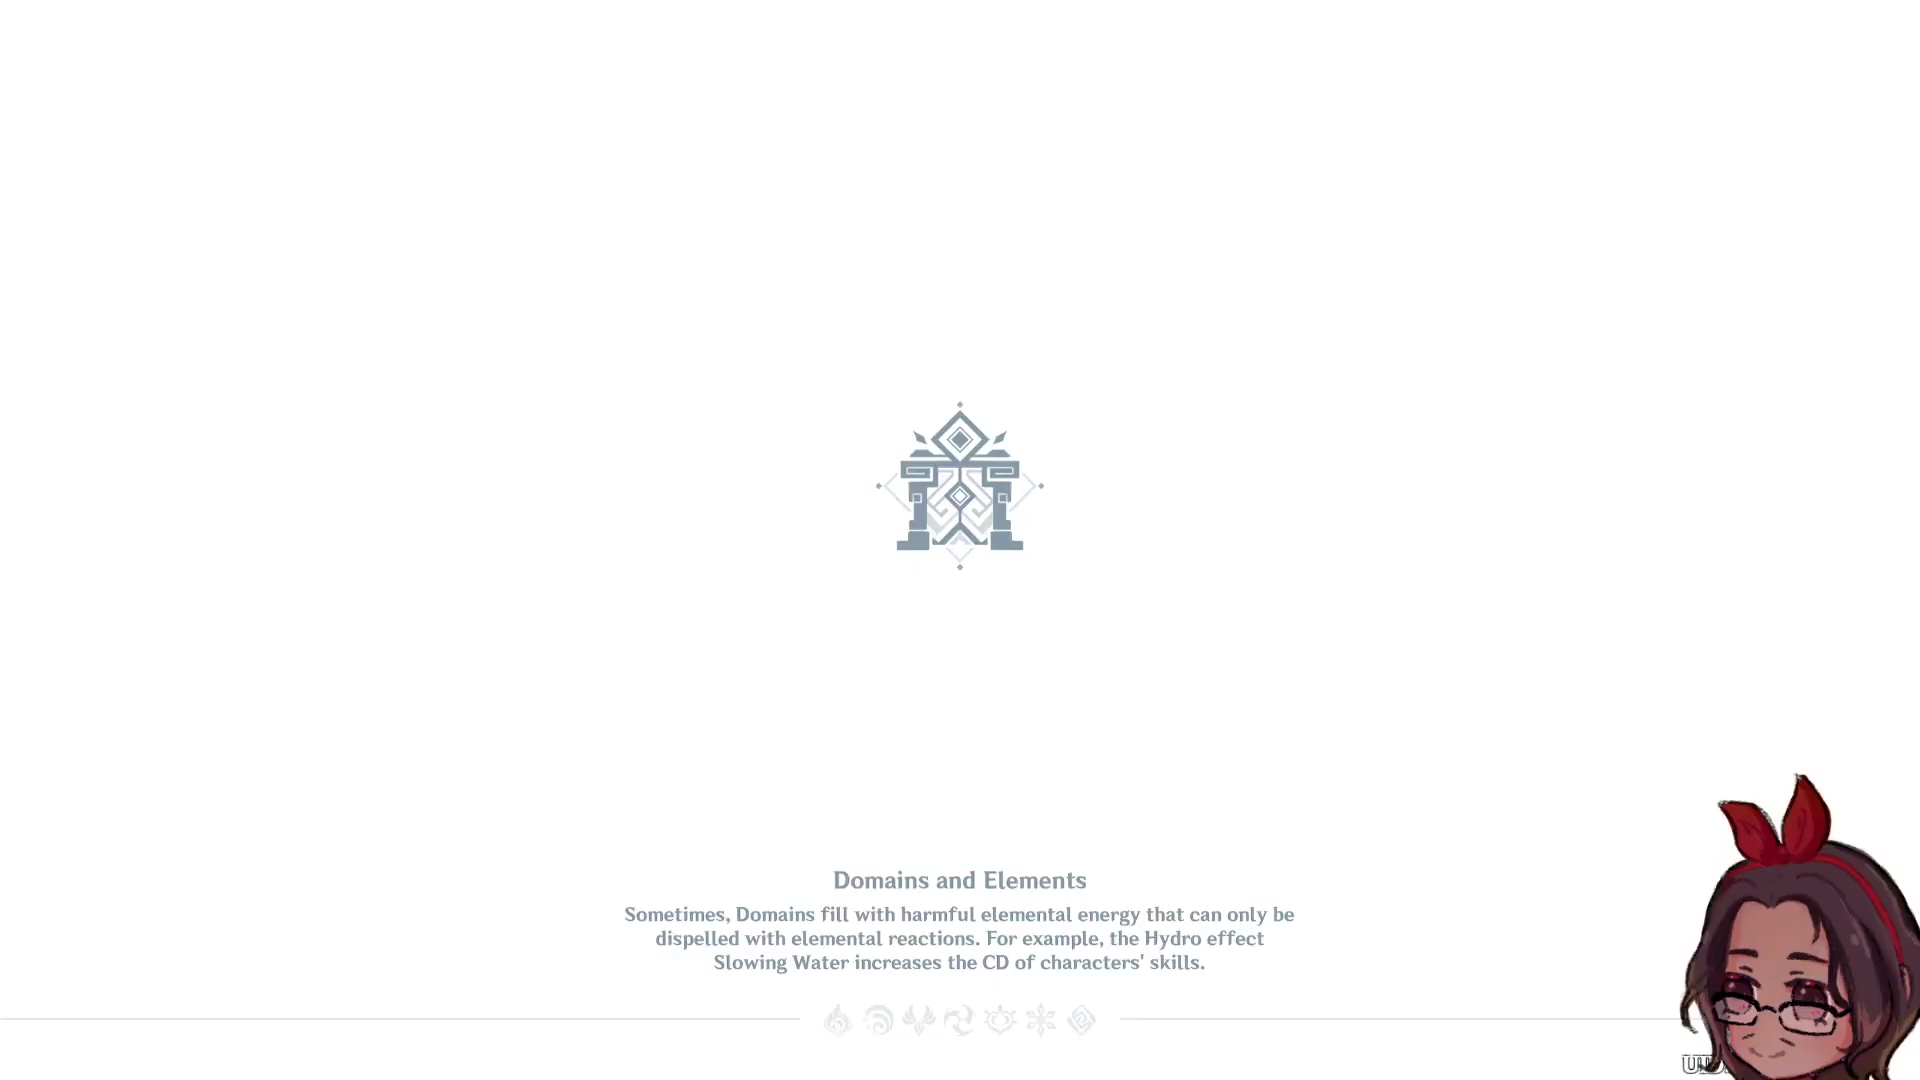 Domains and Elements
Sometimes, Domains fill with harmful elemental energy that can only be
dispelled with elemental reactions. For example, the Hydro effect
Slowing Water increases the CD of characters' skills.